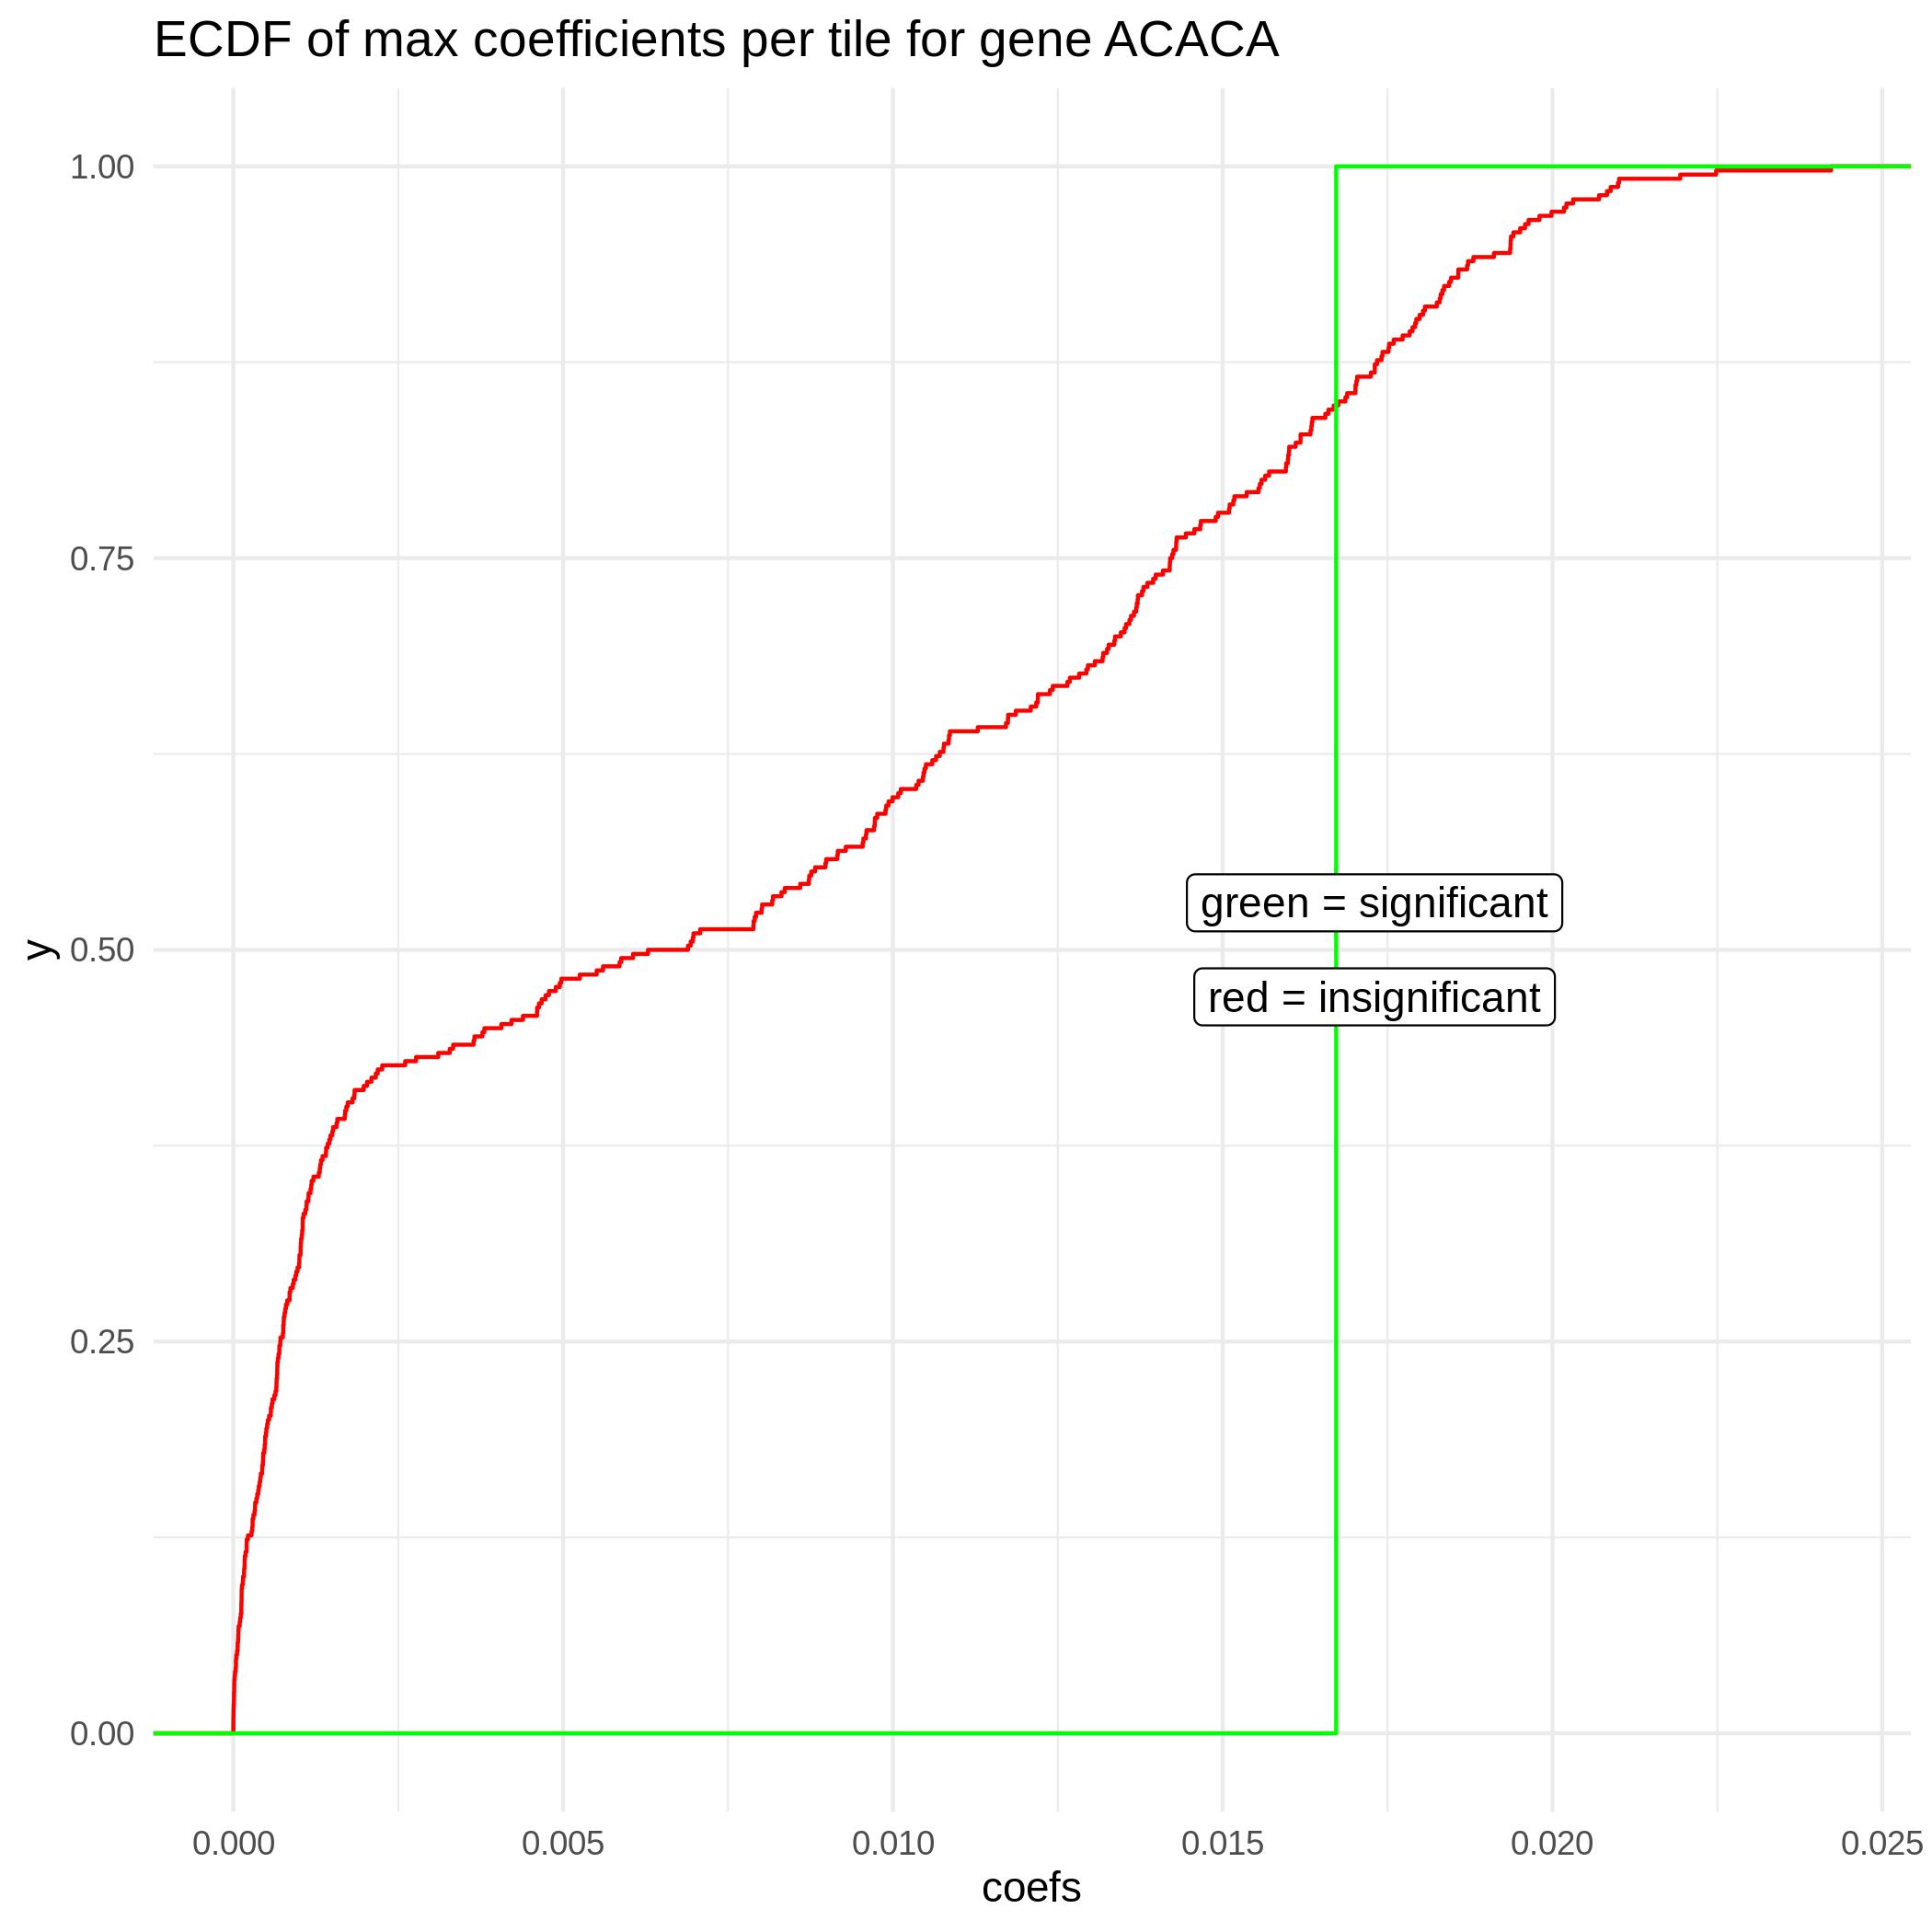 ECDF of max coefficients per tile for gene ACACA
1.00
0.75
0.50
0.25
0.00
y
green = significant
red = insignificant
0.000 0.005 0.010 0.015 0.020 0.025
coefs